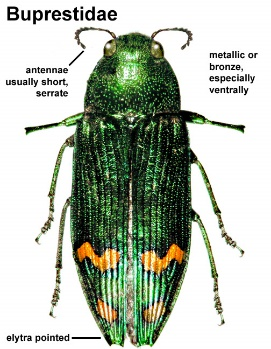 Buprestidae
antennae
usually short,
serrate
metallic or
bronze,
especially
ventrally
elytra pointed